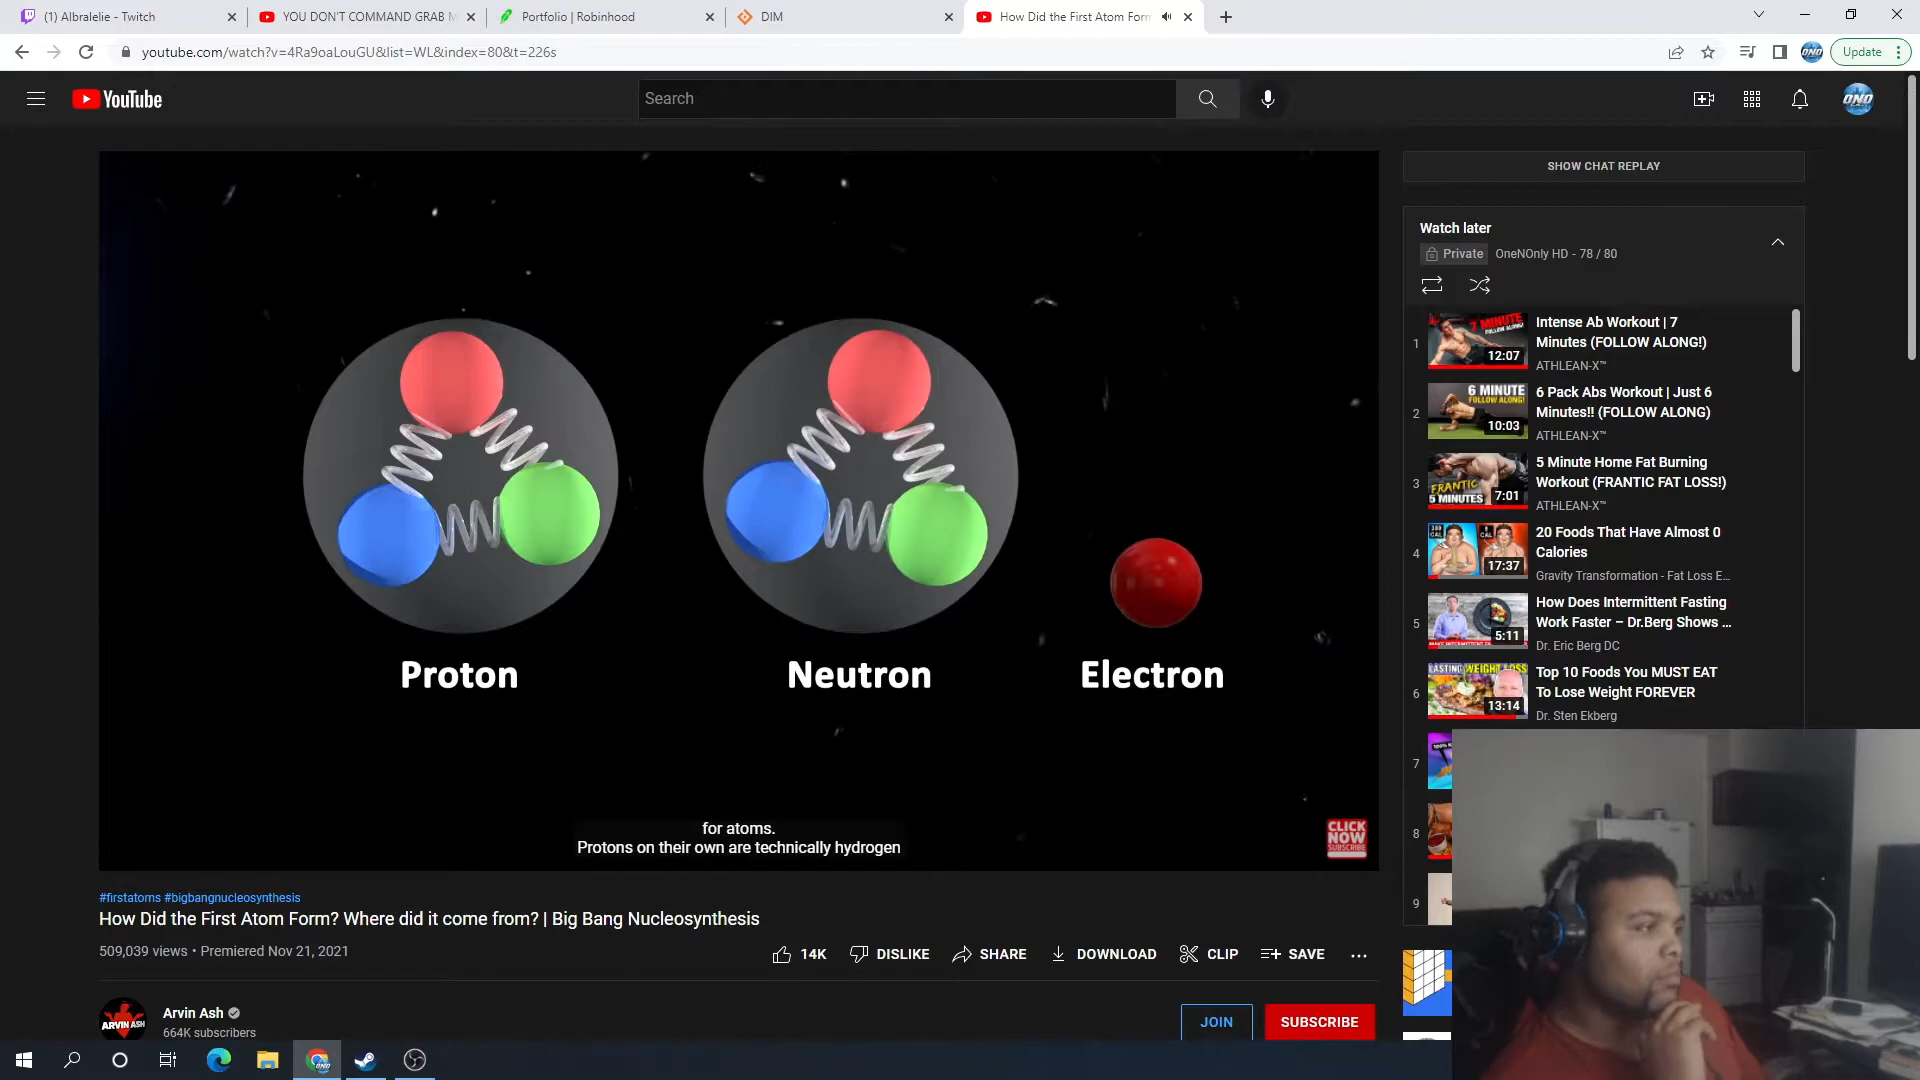 (1) Albralelie - Twitch
YOU DON'T COMMAND GRAB M
Portfolio | Robinhood
DIM
How Did the First Atom Form
youtube.com/watch?v=4Ra9oaLouGU&list=WL&index=80&t=226s
Update
YouTube
Search
SHOW CHAT REPLAY
Watch later
Private
OneNOnly HD - 78 / 80
1
7 MINUTE
FOLLOW ALONG!
12:07
Intense Ab Workout | 7
Minutes (FOLLOW ALONG!)
ATHLEAN-X™
2
6 MINUTE
FOLLOW ALONG!
10:03
6 Pack Abs Workout | Just 6
Minutes!! (FOLLOW ALONG)
ATHLEAN-X™
3
FRANTIC
5 MINUTES
7:01
5 Minute Home Fat Burning
Workout (FRANTIC FAT LOSS!)
ATHLEAN-X™
4
17:37
20 Foods That Have Almost 0
Calories
Gravity Transformation - Fat Loss E...
5
5:11
How Does Intermittent Fasting
Work Faster – Dr.Berg Shows ...
Dr. Eric Berg DC
6
13:14
Top 10 Foods You MUST EAT
To Lose Weight FOREVER
Dr. Sten Ekberg
7
8
9
Proton
Neutron
Electron
for atoms.
Protons on their own are technically hydrogen
CLICK
NOW
SUBSCRIBE
#firstatoms #bigbangnucleosynthesis
How Did the First Atom Form? Where did it come from? | Big Bang Nucleosynthesis
509,039 views • Premiered Nov 21, 2021
14K
DISLIKE
SHARE
DOWNLOAD
CLIP
SAVE
ARVIN ASH
Arvin Ash
664K subscribers
JOIN
SUBSCRIBE